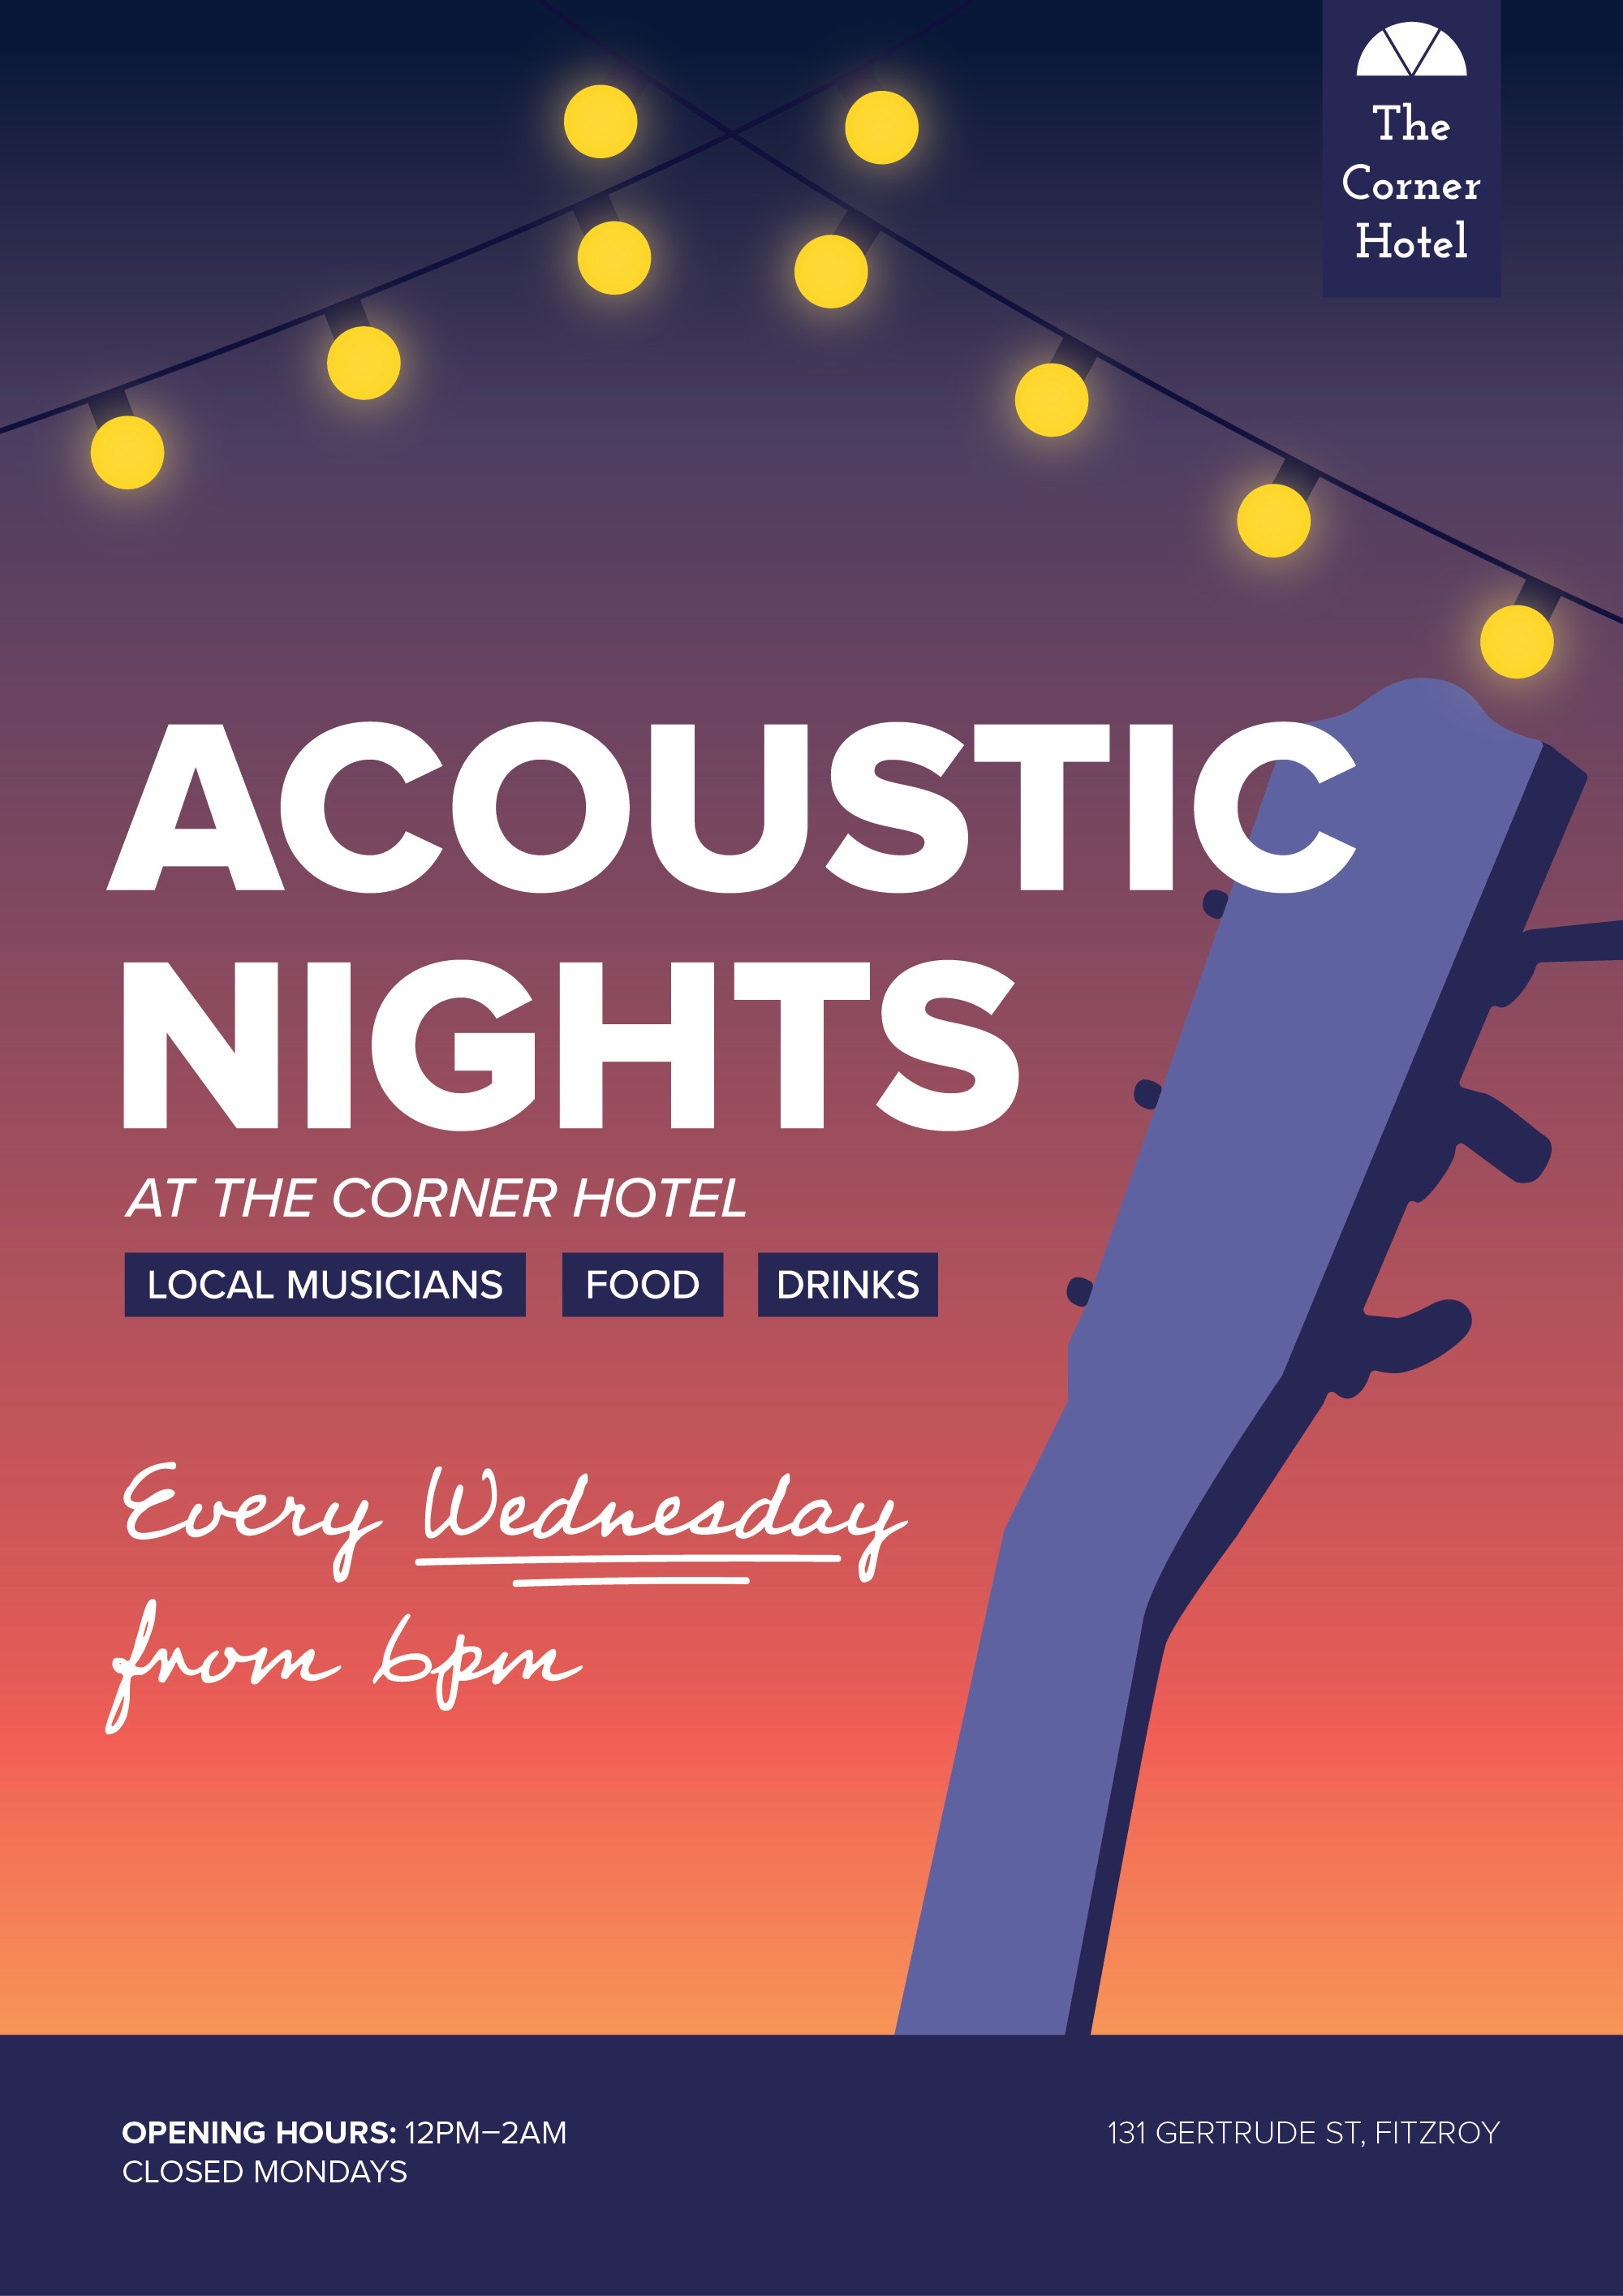 The
Corner
Hotel
ACOUSTIC
NIGHTS
AT THE CORNER HOTEL
LOCAL MUSICIANS FOOD DRINKS
Every Wednesday
from 6pm
OPENING HOURS: 12PM–2AM
CLOSED MONDAYS
131 GERTRUDE ST, FITZROY